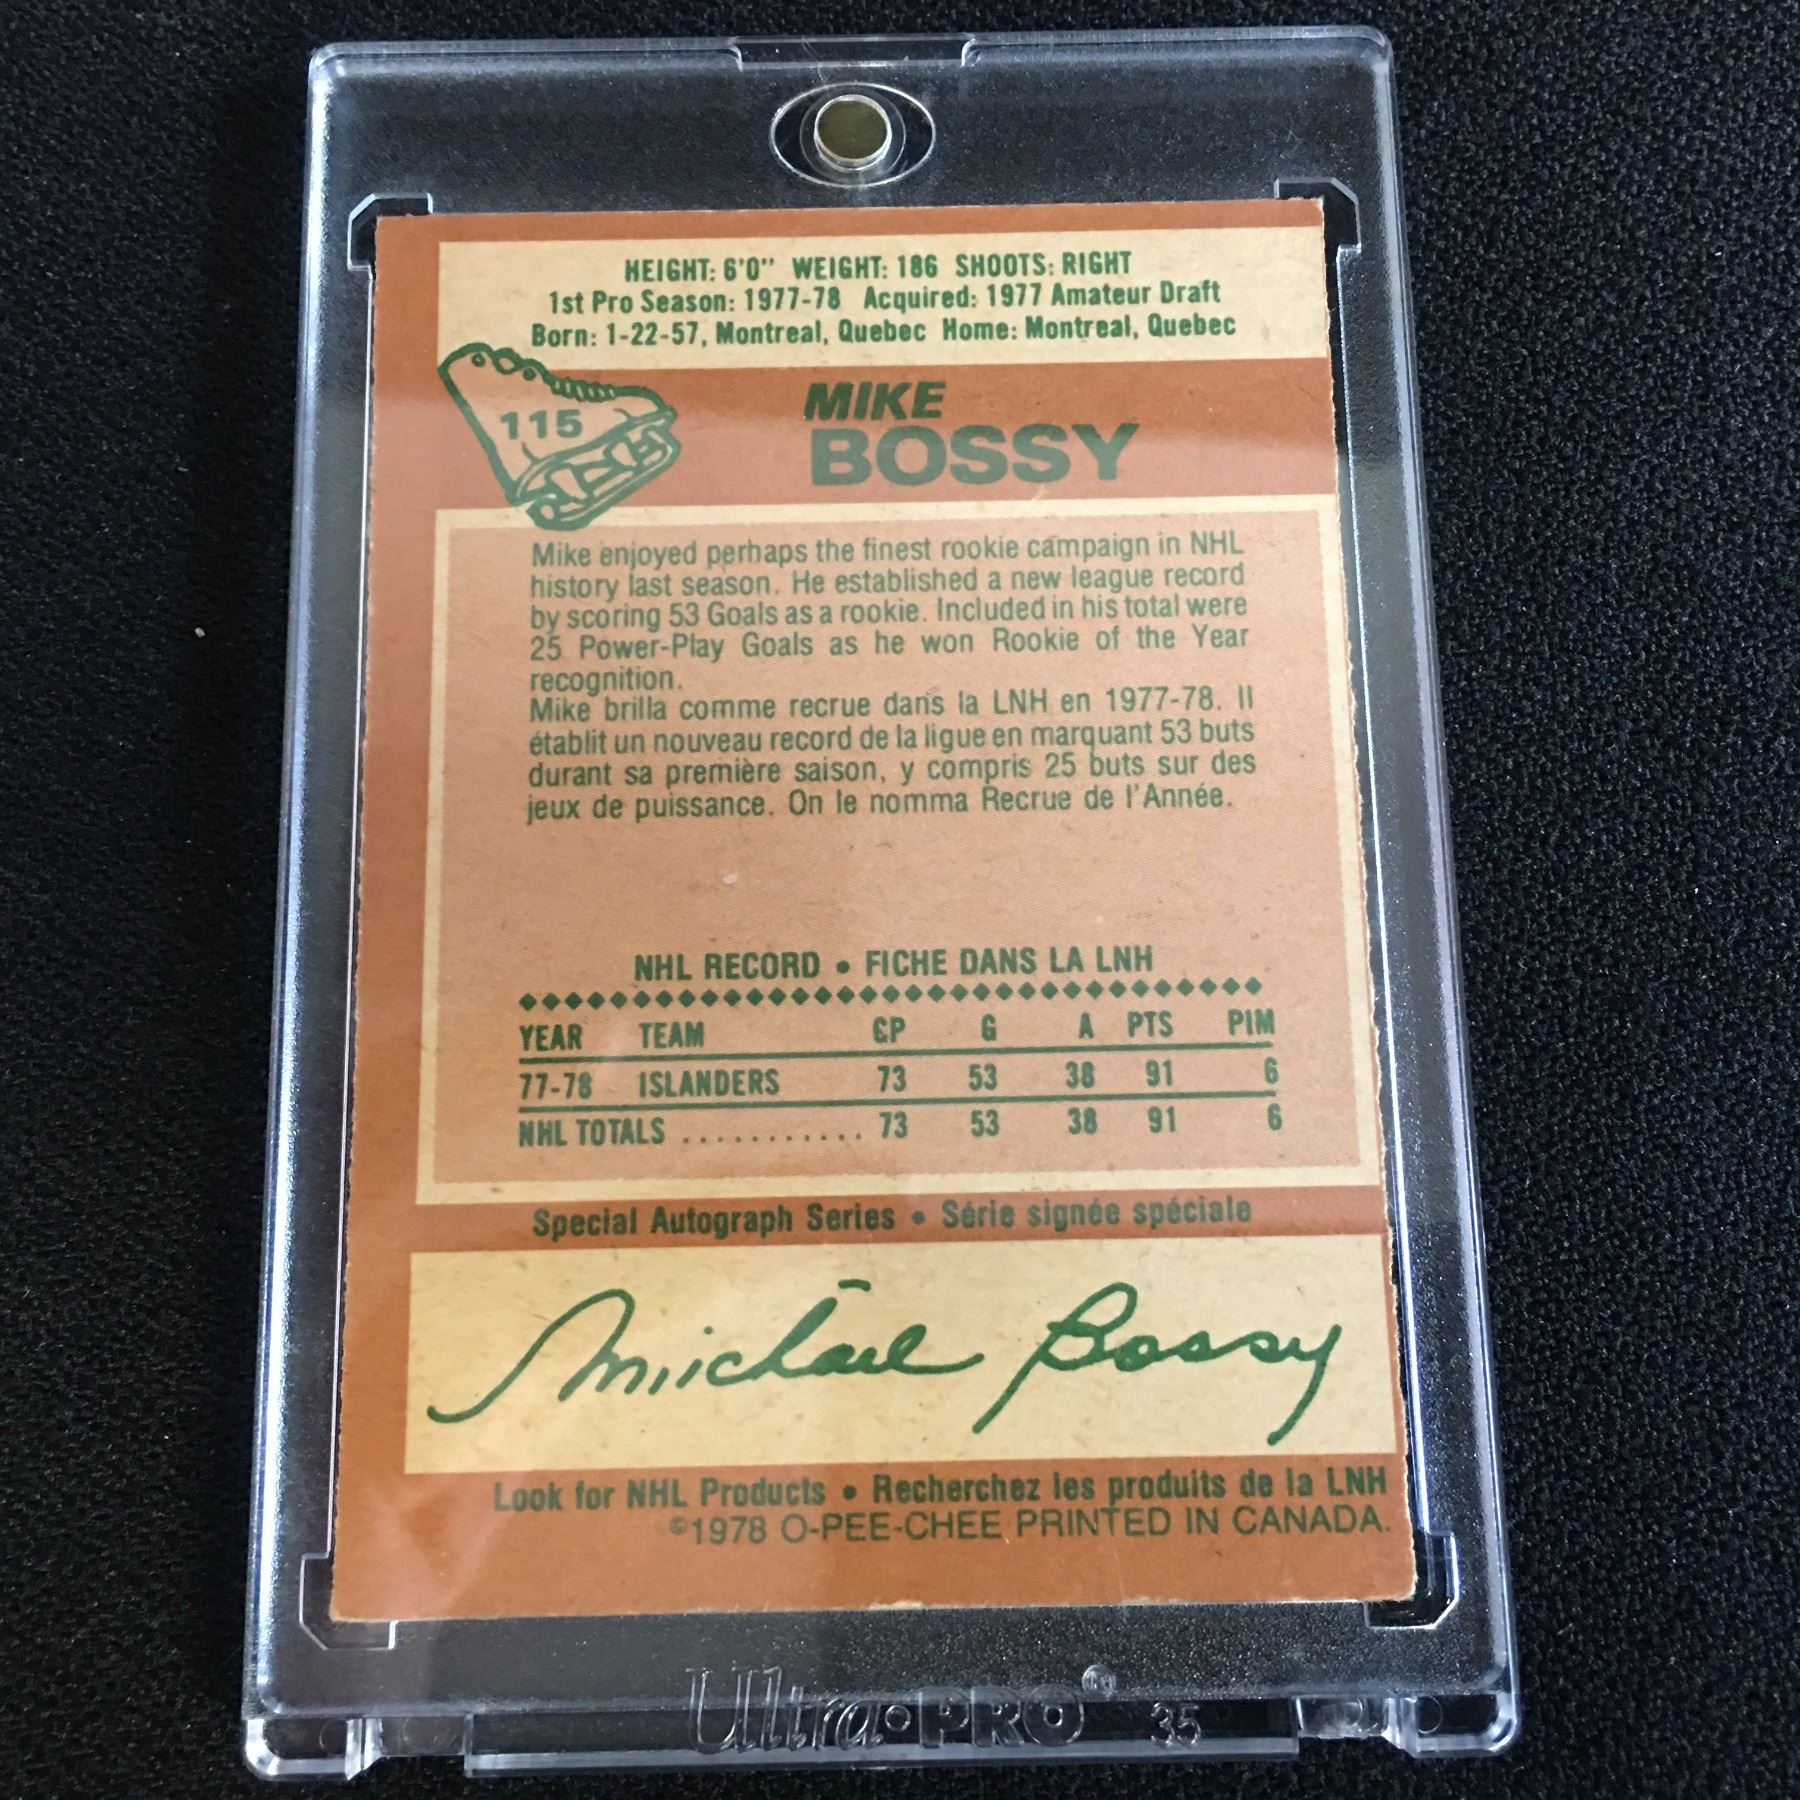 HEIGHT: 6'0" WEIGHT: 186 SHOOTS: RIGHT
1st Pro Season: 1977-78 Acquired: 1977 Amateur Draft
Born: 1-22-57, Montreal, Quebec Home: Montreal, Quebec
115
MIKE
BOSSY
Mike enjoyed perhaps the finest rookie campaign in NHL
history last season. He established a new league record
by scoring 53 Goals as a rookie. Included in his total were
25 Power-Play Goals as he won Rookie of the Year
recognition.
Mike brilla comme recrue dans la LNH en 1977-78. Il
établit un nouveau record de la ligue en marquant 53 buts
durant sa première saison, y compris 25 buts sur des
jeux de puissance. On le nomma Recrue de l'Année.
NHL RECORD • FICHE DANS LA LNH
YEAR TEAM GP G A PTS PIM
77-78 ISLANDERS 73 53 38 91 6
NHL TOTALS ........... 73 53 38 91 6
Special Autograph Series • Série signée spéciale
Michael Bossy
Look for NHL Products • Recherchez les produits de la LNH
©1978 O-PEE-CHEE PRINTED IN CANADA.
Ultra•PRO® 35